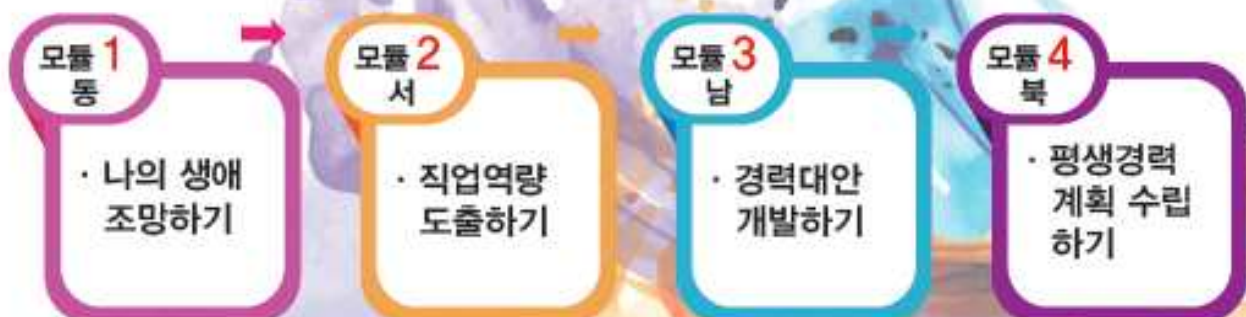 모듈 1
동
· 나의 생애
조망하기
모듈 2
서
· 직업역량
도출하기
모듈 3
남
· 경력대안
개발하기
모듈 4
북
· 평생경력
계획 수립
하기